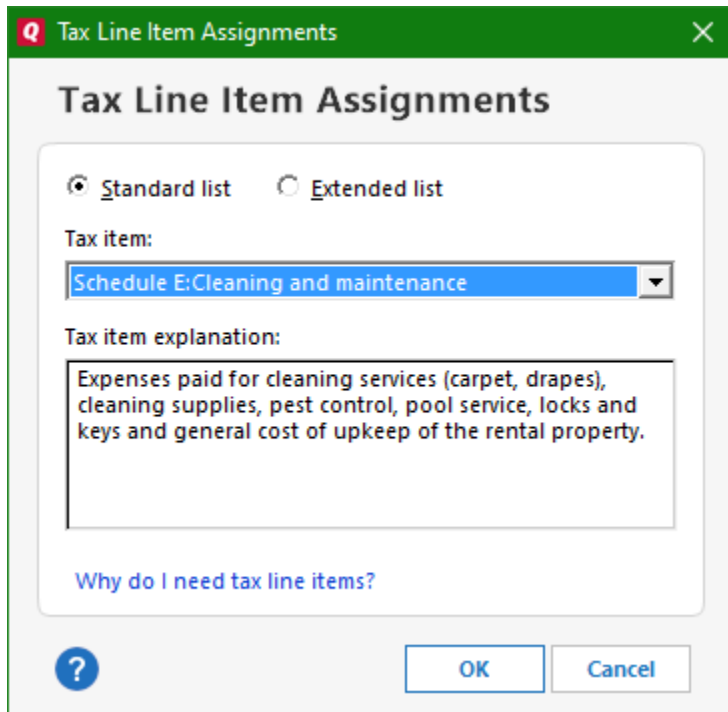 Q Tax Line Item Assignments
Tax Line Item Assignments
Standard list Extended list
Tax item:
Schedule E:Cleaning and maintenance
Tax item explanation:
Expenses paid for cleaning services (carpet, drapes),
cleaning supplies, pest control, pool service, locks and
keys and general cost of upkeep of the rental property.
Why do I need tax line items?
? OK Cancel